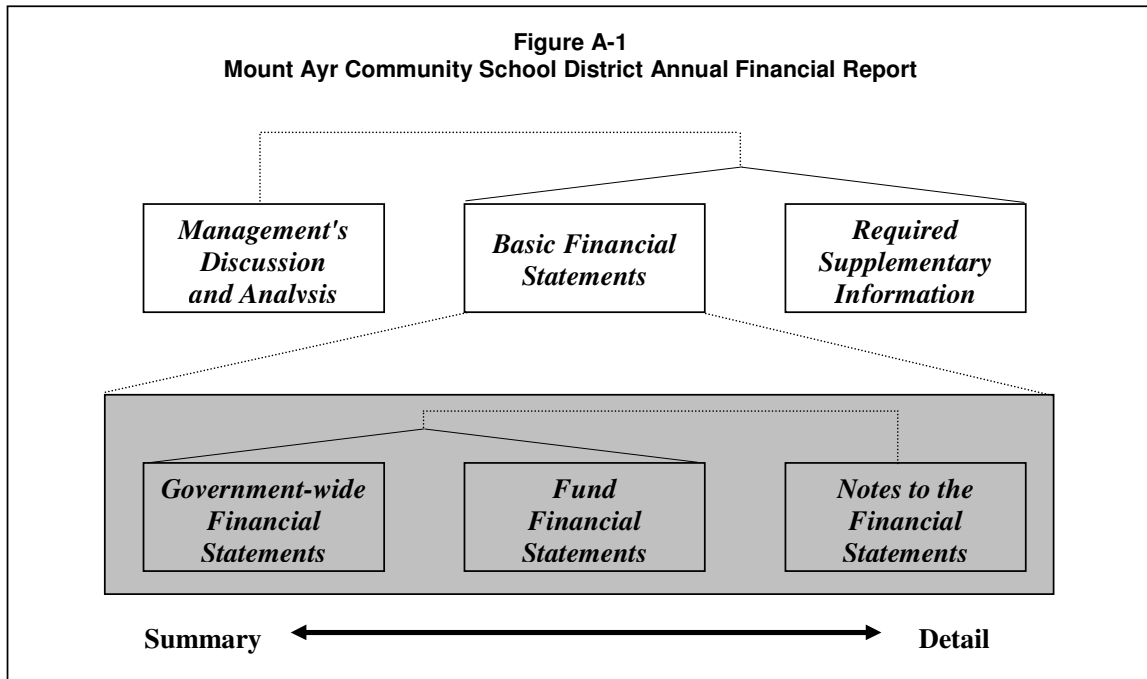 Figure A-1
Mount Ayr Community School District Annual Financial Report
Management's
Discussion
and Analysis
Basic Financial
Statements
Required
Supplementary
Information
Government-wide
Financial
Statements
Fund
Financial
Statements
Notes to the
Financial
Statements
Summary
Detail